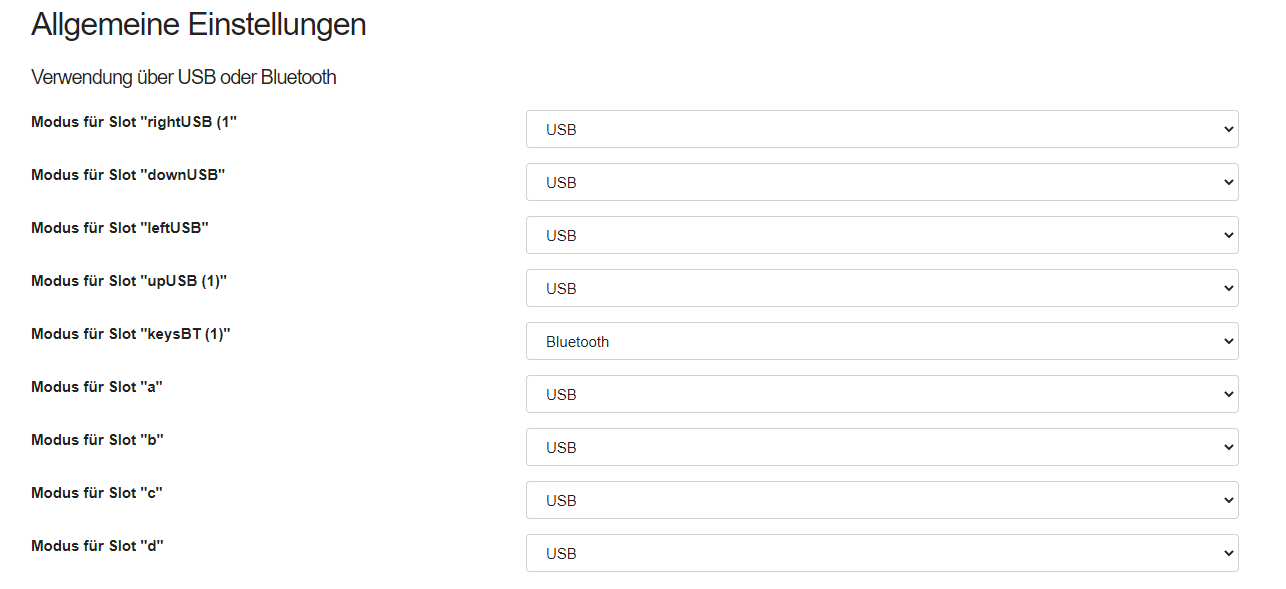 Allgemeine Einstellungen
Verwendung über USB oder Bluetooth
Modus für Slot "rightUSB (1"
USB
Modus für Slot "downUSB"
USB
Modus für Slot "leftUSB"
USB
Modus für Slot "upUSB (1)"
USB
Modus für Slot "keysBT (1)"
Bluetooth
Modus für Slot "a"
USB
Modus für Slot "b"
USB
Modus für Slot "c"
USB
Modus für Slot "d"
USB